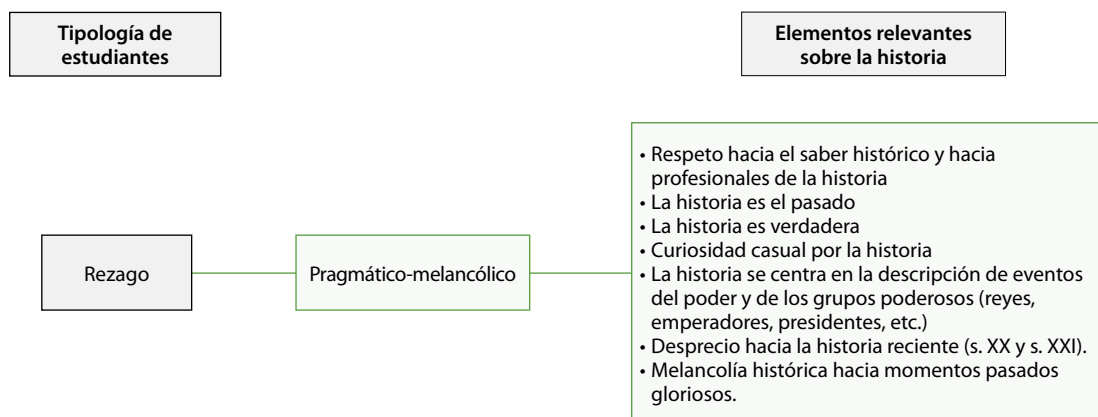 Tipología de
estudiantes
Elementos relevantes
sobre la historia
Rezago
Pragmático-melancólico
• Respeto hacia el saber histórico y hacia
profesionales de la historia
• La historia es el pasado
• La historia es verdadera
• Curiosidad casual por la historia
• La historia se centra en la descripción de eventos
del poder y de los grupos poderosos (reyes,
emperadores, presidentes, etc.)
• Desprecio hacia la historia reciente (s. XX y s. XXI).
• Melancolía histórica hacia momentos pasados
gloriosos.